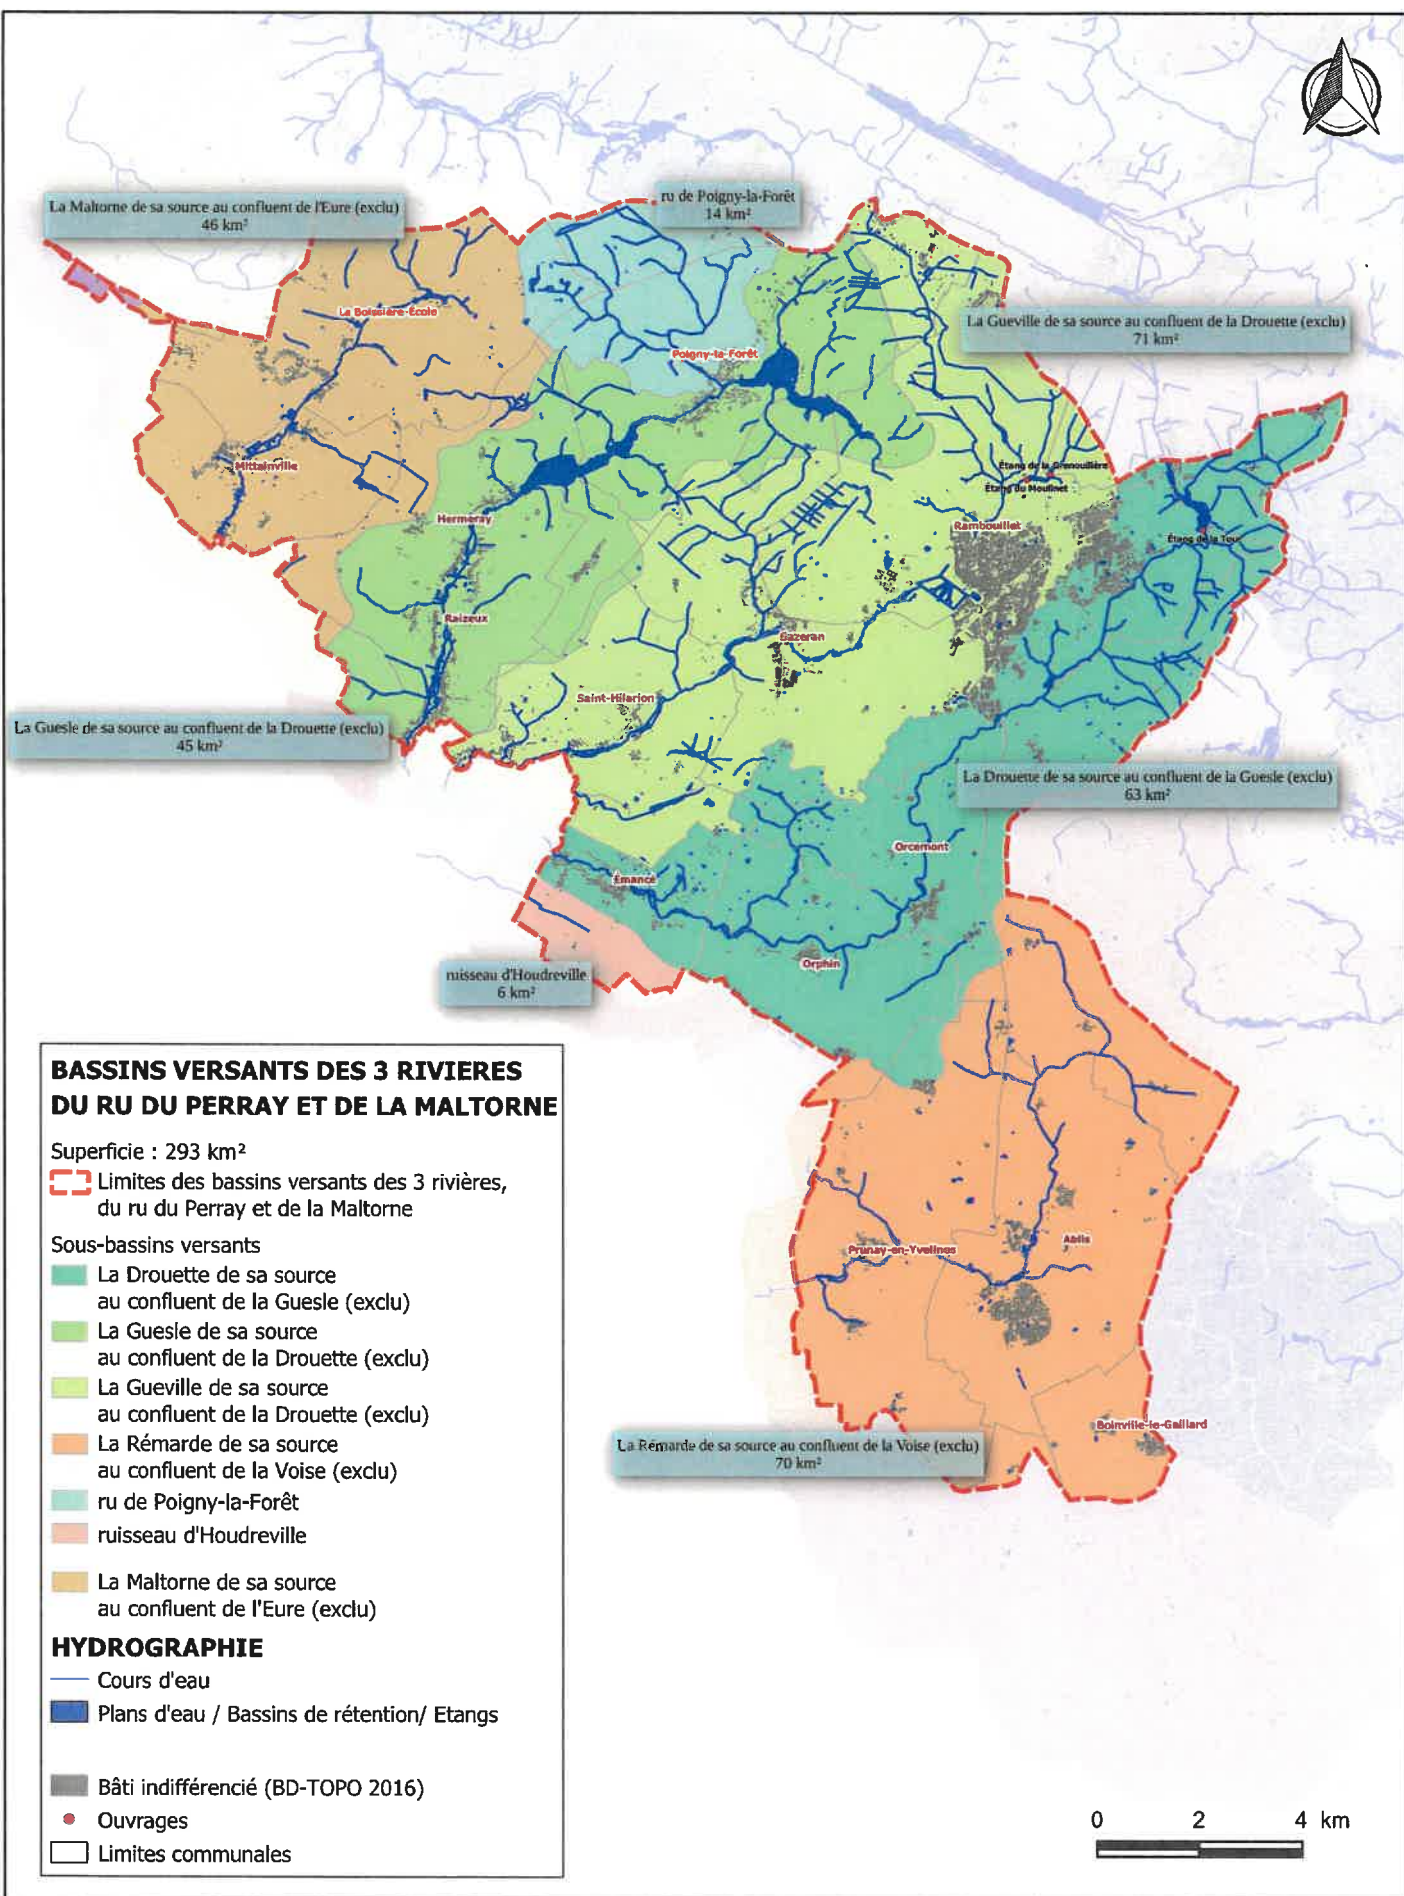 La Maltorne de sa source au confluent de l'Eure (exclu)
46 km²
ru de Poigny-la-Forêt
14 km²
La Gueville de sa source au confluent de la Drouette (exclu)
71 km²
La Boissière-École
Poigny-la-Forêt
Mittainville
Étang de la Grenouillère
Étang du Moulinet
Hermeray
Rambouillet
Étang de la Tour
Raizeux
Gazeran
Saint-Hilarion
La Guesle de sa source au confluent de la Drouette (exclu)
45 km²
La Drouette de sa source au confluent de la Guesle (exclu)
63 km²
Orcemont
Émancé
Orphin
ruisseau d'Houdreville
6 km²
Prunay-en-Yvelines
Ablis
Boinville-le-Gaillard
La Rémarde de sa source au confluent de la Voise (exclu)
70 km²
BASSINS VERSANTS DES 3 RIVIERES
DU RU DU PERRAY ET DE LA MALTORNE
Superficie : 293 km²
Limites des bassins versants des 3 rivières,
du ru du Perray et de la Maltorne
Sous-bassins versants
La Drouette de sa source
au confluent de la Guesle (exclu)
La Guesle de sa source
au confluent de la Drouette (exclu)
La Gueville de sa source
au confluent de la Drouette (exclu)
La Rémarde de sa source
au confluent de la Voise (exclu)
ru de Poigny-la-Forêt
ruisseau d'Houdreville
La Maltorne de sa source
au confluent de l'Eure (exclu)
HYDROGRAPHIE
Cours d'eau
Plans d'eau / Bassins de rétention/ Etangs
Bâti indifférencié (BD-TOPO 2016)
Ouvrages
Limites communales
0 2 4 km